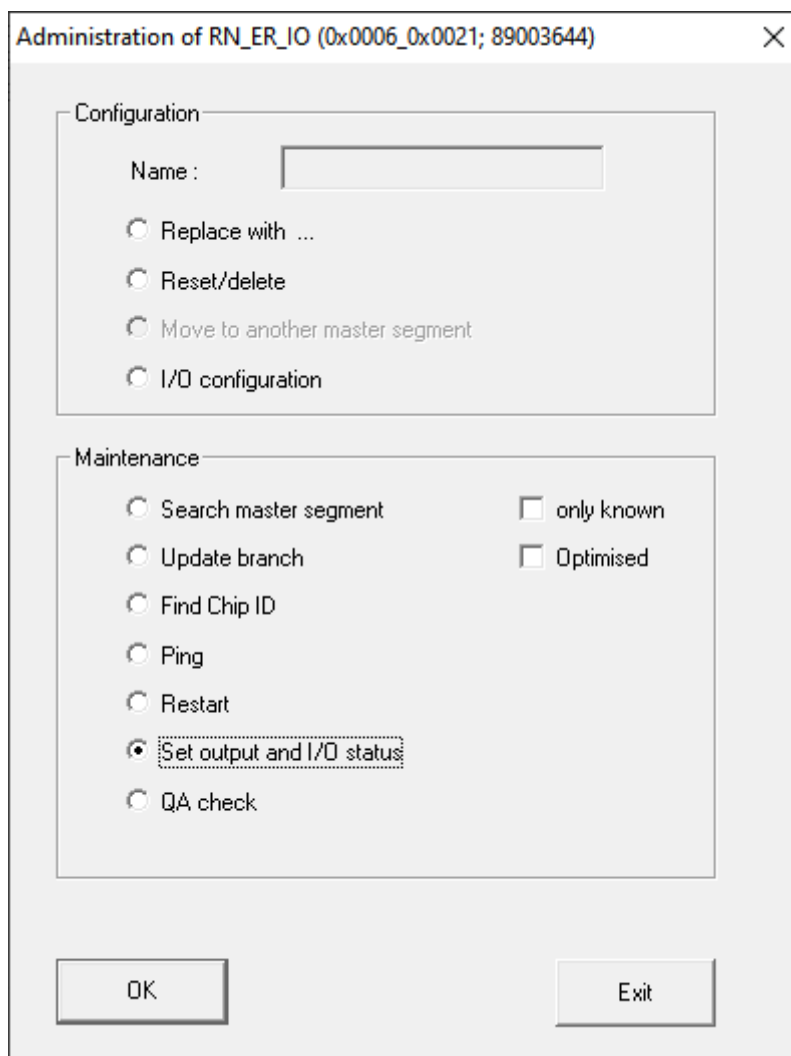 Administration of RN_ER_IO (0x0006_0x0021; 89003644)
Configuration
Name :
Replace with ...
Reset/delete
Move to another master segment
I/O configuration
Maintenance
Search master segment only known
Update branch Optimised
Find Chip ID
Ping
Restart
Set output and I/O status
QA check
OK Exit